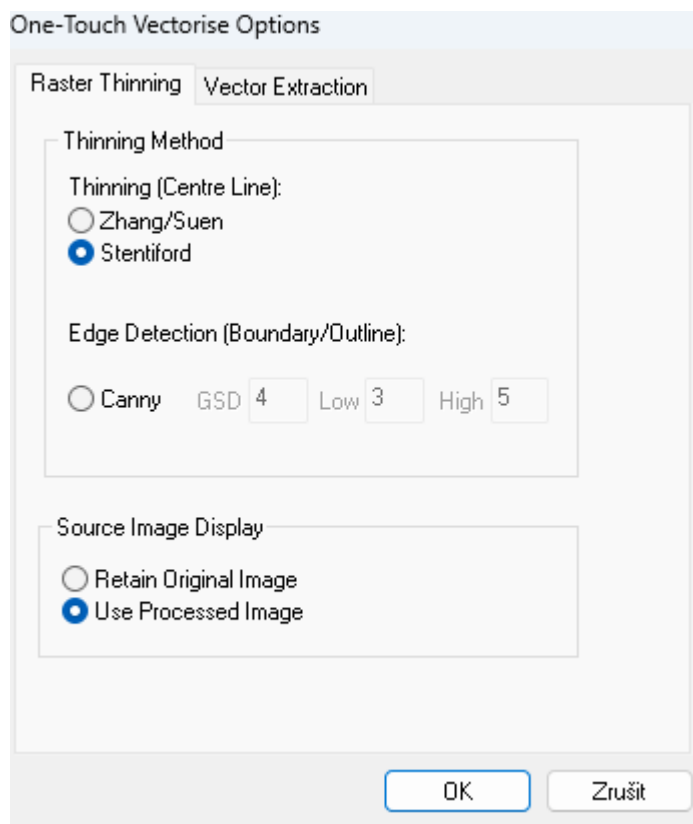 One-Touch Vectorise Options
Raster Thinning Vector Extraction
Thinning Method
Thinning (Centre Line):
Zhang/Suen
Stentiford
Edge Detection (Boundary/Outline):
Canny GSD 4 Low 3 High 5
Source Image Display
Retain Original Image
Use Processed Image
OK Zrušit